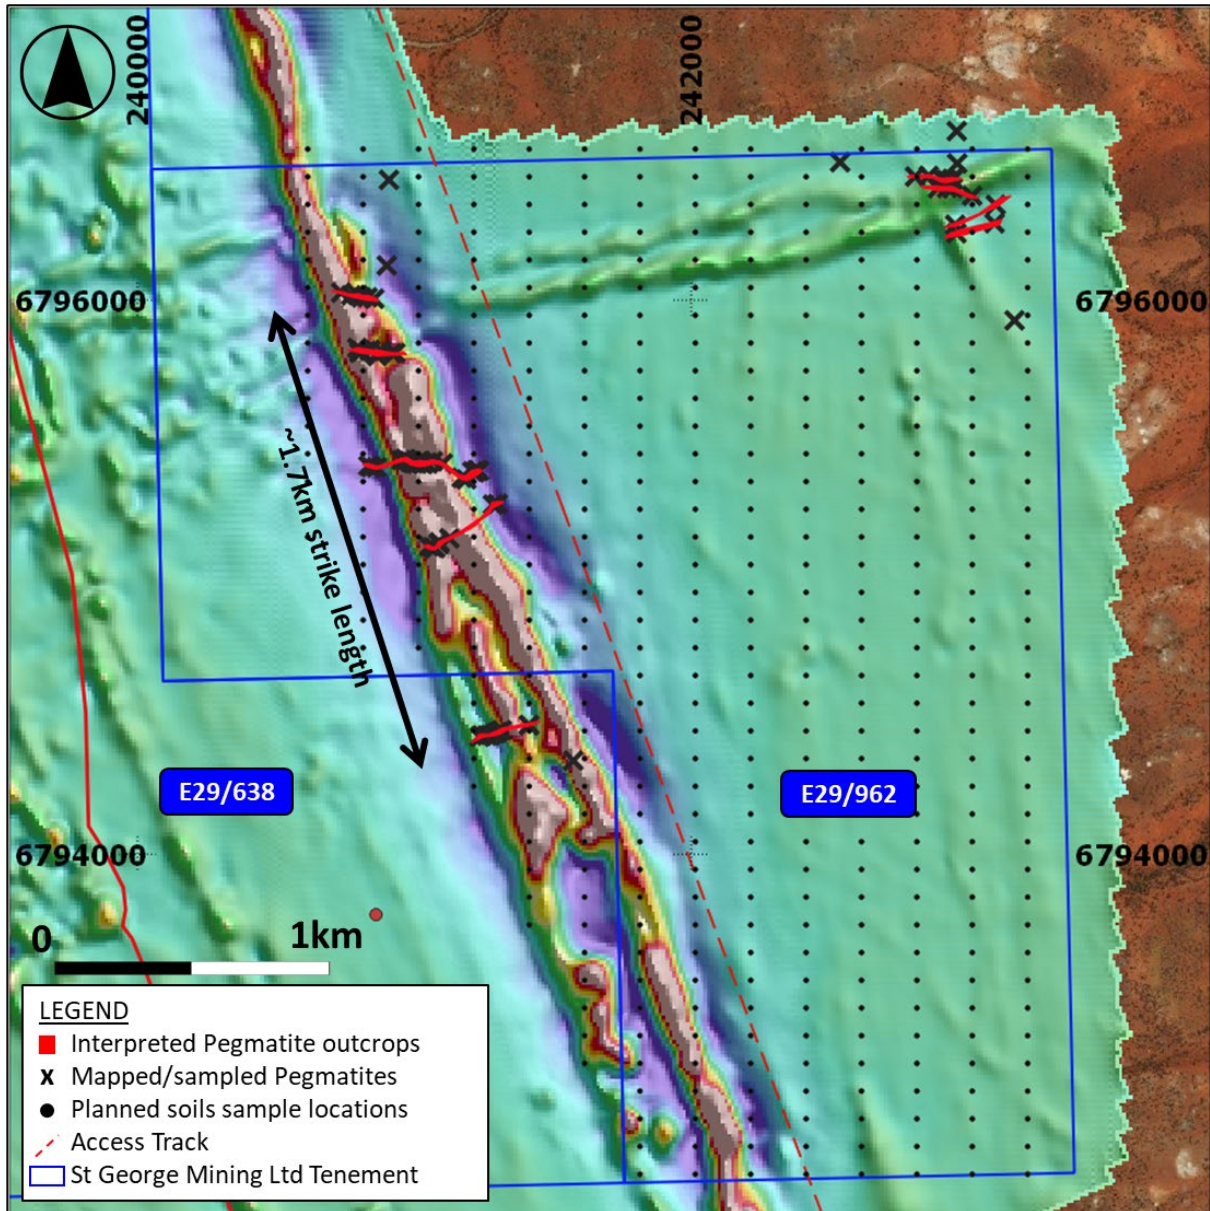 240000
242000
6796000
6796000
~1.7km strike length
E29/638
E29/962
6794000
6794000
0
1km
LEGEND
Interpreted Pegmatite outcrops
x Mapped/sampled Pegmatites
Planned soils sample locations
Access Track
St George Mining Ltd Tenement